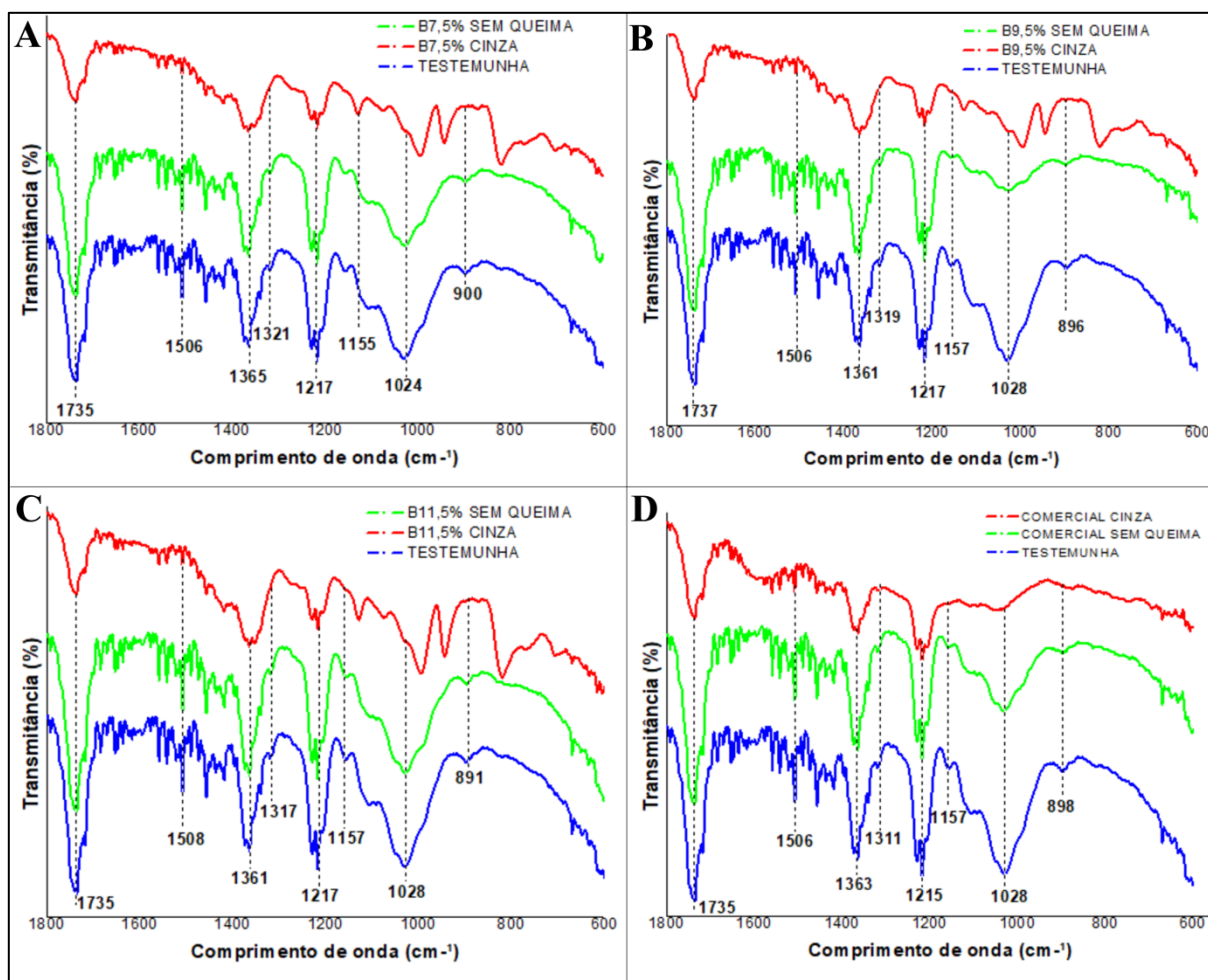 A
B7,5% SEM QUEIMA
B7,5% CINZA
TESTEMUNHA
Transmitância (%)
1735
1506
1365
1321
1217
1155
1024
900
1800 1600 1400 1200 1000 800 600
Comprimento de onda (cm-¹)
B
B9,5% SEM QUEIMA
B9,5% CINZA
TESTEMUNHA
Transmitância (%)
1737
1506
1361
1319
1217
1157
1028
896
1800 1600 1400 1200 1000 800 600
Comprimento de onda (cm-¹)
C
B11,5% SEM QUEIMA
B11,5% CINZA
TESTEMUNHA
Transmitância (%)
1735
1508
1361
1317
1217
1157
1028
891
1800 1600 1400 1200 1000 800 600
Comprimento de onda (cm-¹)
D
COMERCIAL CINZA
COMERCIAL SEM QUEIMA
TESTEMUNHA
Transmitância (%)
1735
1506
1363
1311
1215
1157
1028
898
1800 1600 1400 1200 1000 800 600
Comprimento de onda (cm-¹)